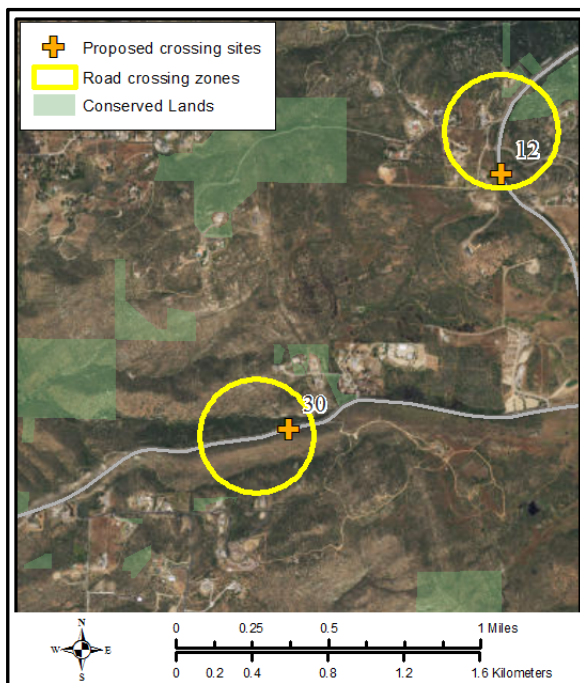 Proposed crossing sites
Road crossing zones
Conserved Lands
12
30
N
W E
S
0 0.25 0.5 1 Miles
0 0.2 0.4 0.8 1.2 1.6 Kilometers